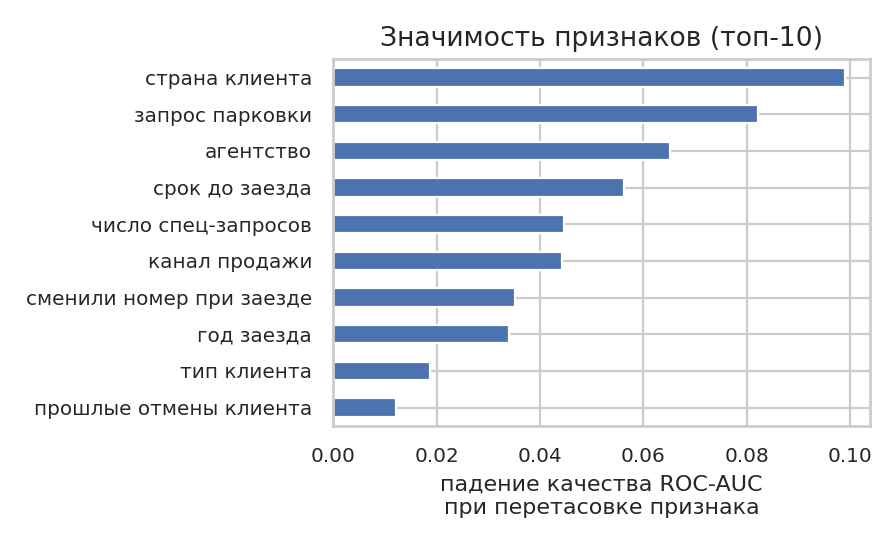 Значимость признаков (топ-10)
страна клиента
запрос парковки
агентство
срок до заезда
число спец-запросов
канал продажи
сменили номер при заезде
год заезда
тип клиента
прошлые отмены клиента
0.00 0.02 0.04 0.06 0.08 0.10
падение качества ROC-AUC
при перетасовке признака